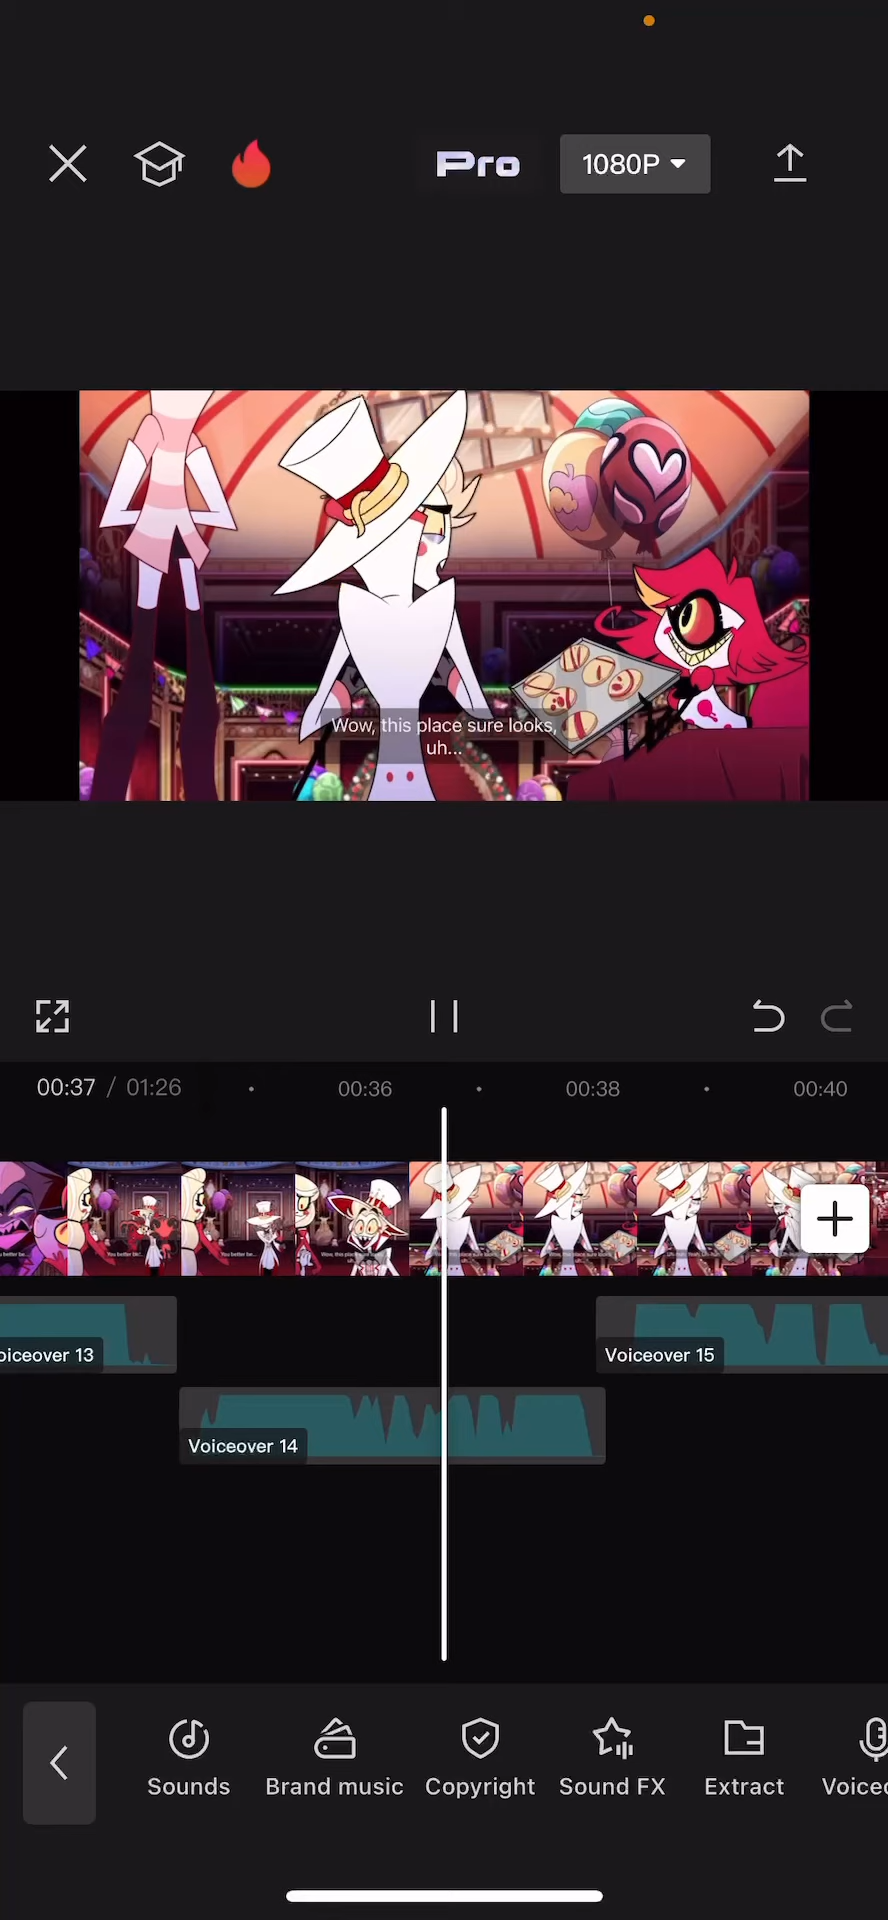 Pro
1080P
Wow, this place sure looks,
uh...
00:37 / 01:26
00:36
00:38
00:40
oiceover 13
Voiceover 15
Voiceover 14
Sounds
Brand music
Copyright
Sound FX
Extract
Voiceo